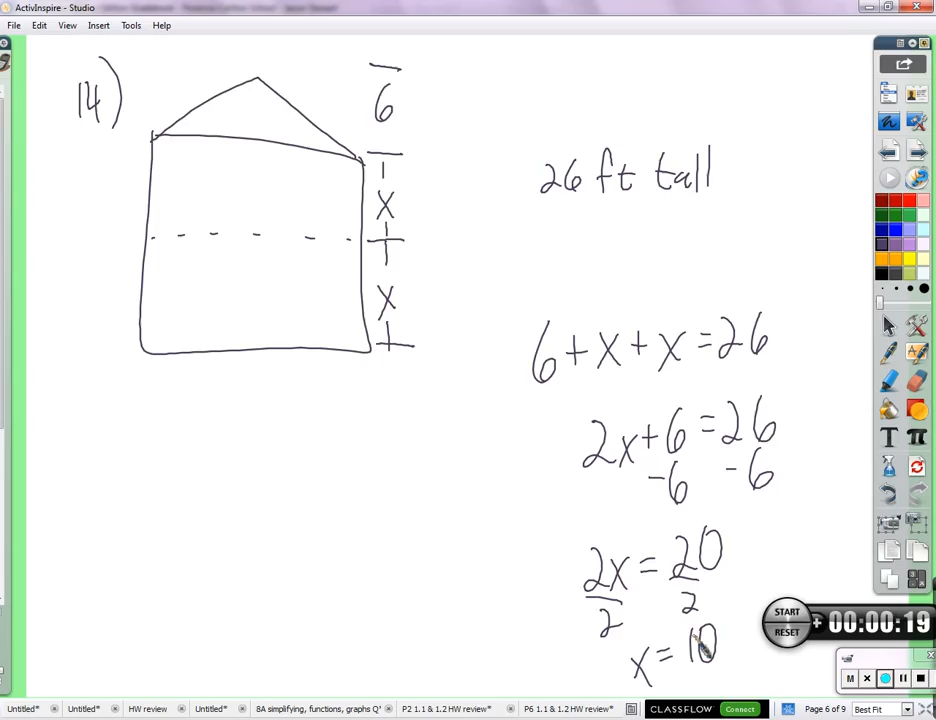 ActivInspire - Studio
File Edit View Insert Tools Help
14)
6
x
x
26 ft tall
6 + x + x = 26
2x + 6 = 26
-6 -6
2x = 20
2 2
x = 10
START
RESET
+ 00:00:19
M
Untitled* Untitled* HW review Untitled* 8A simplifying, functions, graphs Q' P2 1.1 & 1.2 HW review* P6 1.1 & 1.2 HW review* CLASSFLOW Connect Page 6 of 9 Best Fit